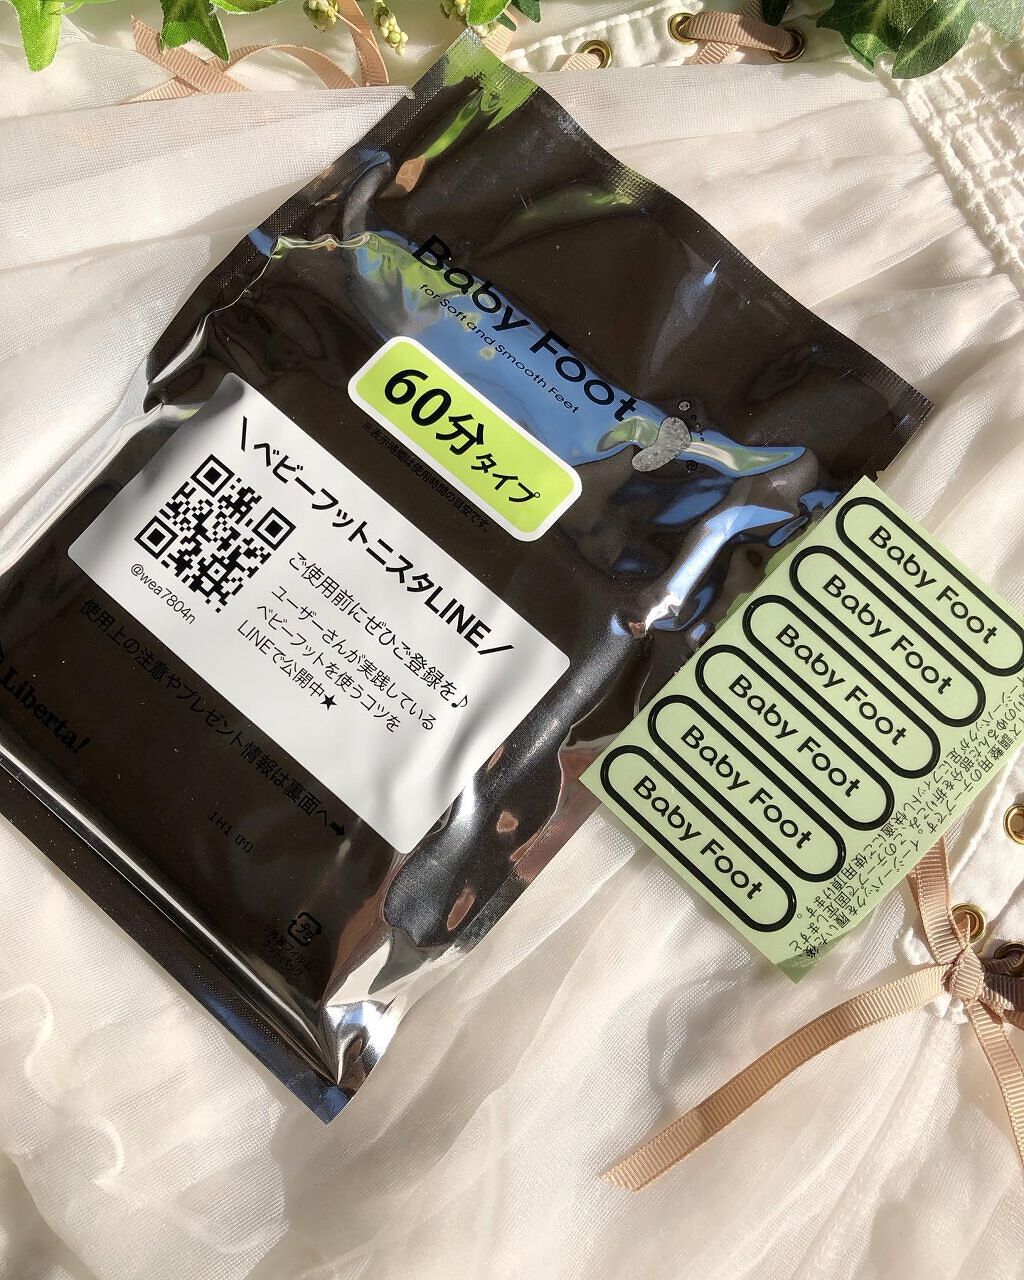 Baby Foot
for Soft and Smooth Feet
®
60分タイプ
※表示時間は使用時間の目安です。
\ベビーフットニスタLINE/
@wea7804n
ご使用前にぜひご登録を♪
ユーザーさんが実践している
ベビーフットを使うコツを
LINEで公開中★
使用上の注意やプレゼント情報は裏面へ➡
Liberta!
1H1 (M)
プラ
Baby Foot
Baby Foot
Baby Foot
Baby Foot
Baby Foot
Baby Foot